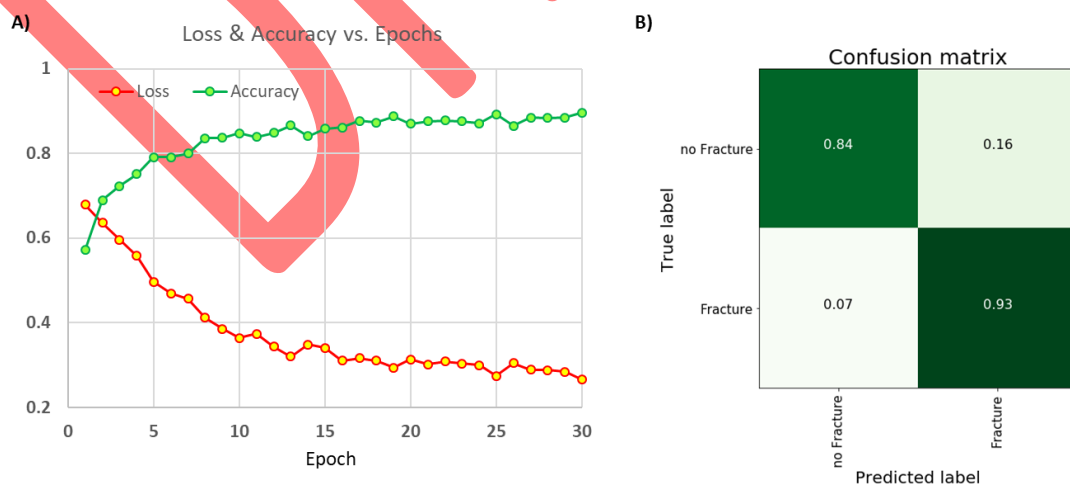 A)
Loss & Accuracy vs. Epochs
1
0.8
0.6
0.4
0.2
Loss
Accuracy
0
5
10
15
20
25
30
Epoch
B)
Confusion matrix
True label
no Fracture
Fracture
0.84
0.16
0.07
0.93
no Fracture
Fracture
Predicted label